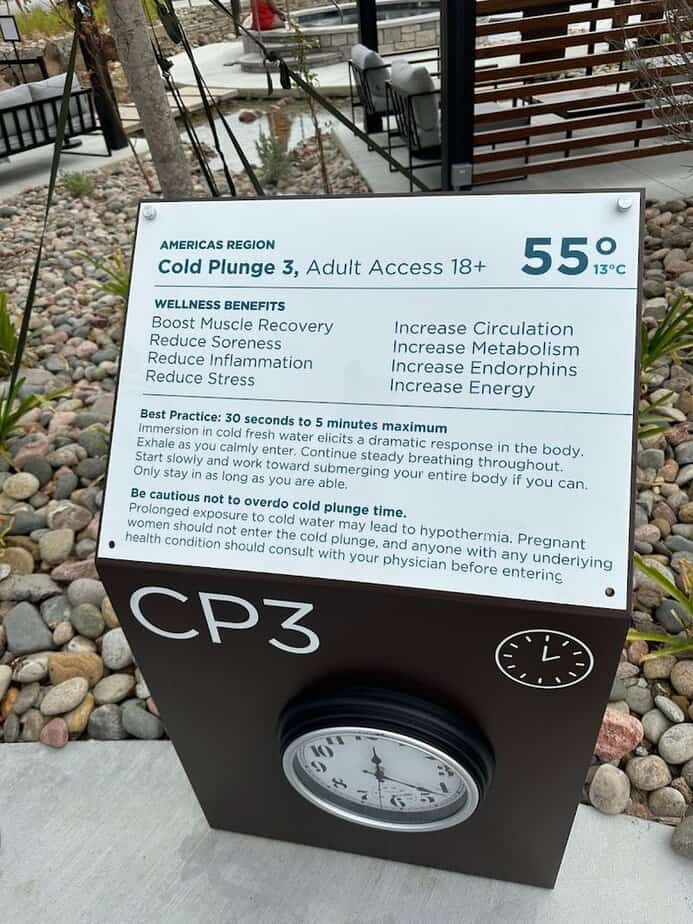 AMERICAS REGION
Cold Plunge 3, Adult Access 18+
55°
13°C
WELLNESS BENEFITS
Boost Muscle Recovery
Reduce Soreness
Reduce Inflammation
Reduce Stress
Increase Circulation
Increase Metabolism
Increase Endorphins
Increase Energy
Best Practice: 30 seconds to 5 minutes maximum
Immersion in cold fresh water elicits a dramatic response in the body.
Exhale as you calmly enter. Continue steady breathing throughout.
Start slowly and work toward submerging your entire body if you can.
Only stay in as long as you are able.
Be cautious not to overdo cold plunge time.
Prolonged exposure to cold water may lead to hypothermia. Pregnant
women should not enter the cold plunge, and anyone with any underlying
health condition should consult with your physician before entering
CP3
10 11
8
3